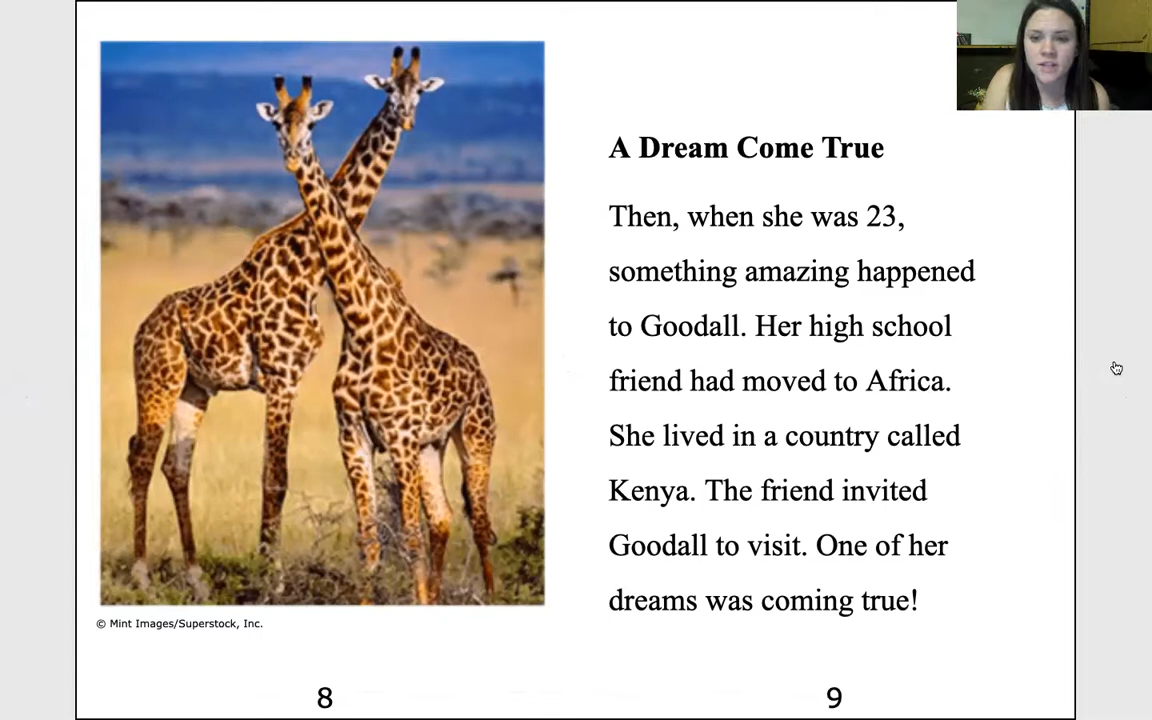 © Mint Images/Superstock, Inc.
8
A Dream Come True
Then, when she was 23,
something amazing happened
to Goodall. Her high school
friend had moved to Africa.
She lived in a country called
Kenya. The friend invited
Goodall to visit. One of her
dreams was coming true!
9